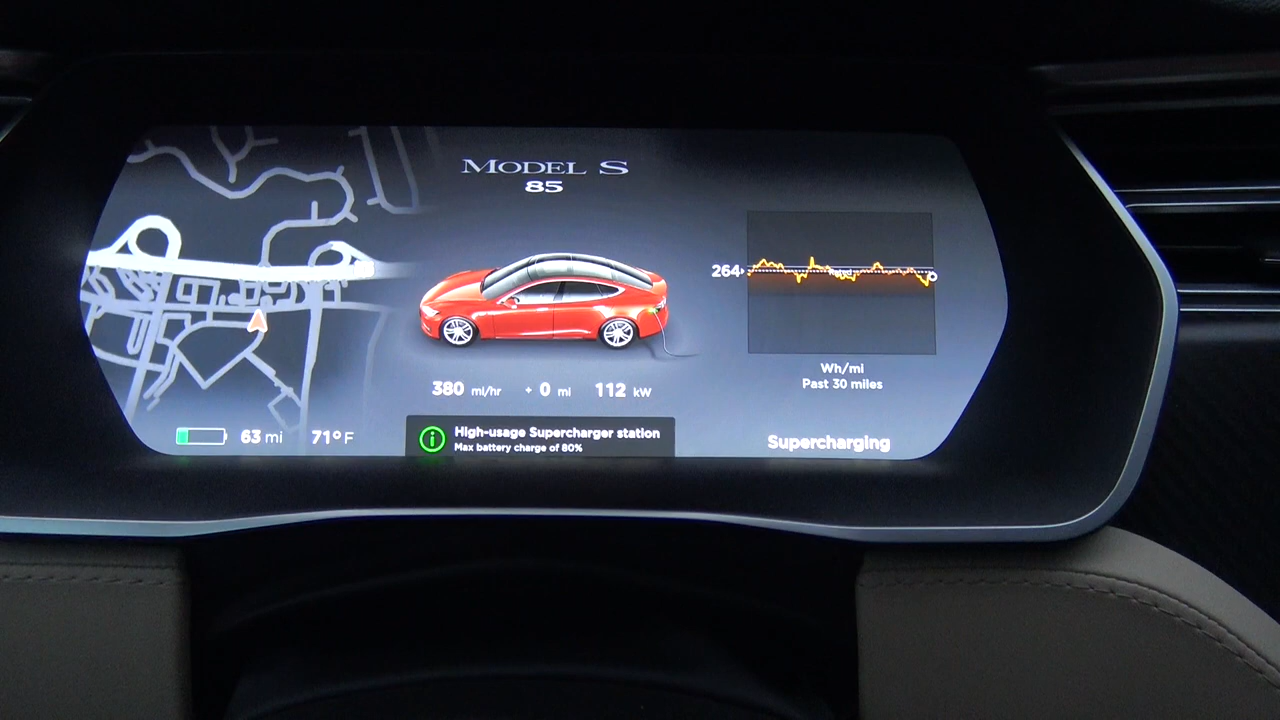 MODEL S
85
264
Rated
Wh/mi
Past 30 miles
380 mi/hr + 0 mi 112 kW
63 mi 71° F
High-usage Supercharger station
Max battery charge of 80%
Supercharging